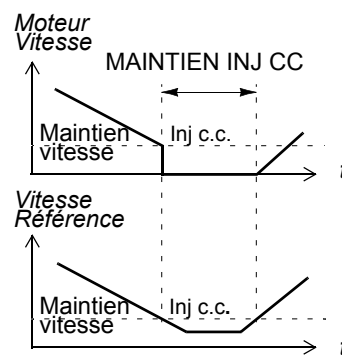 Moteur
Vitesse
MAINTIEN INJ CC
Maintien
vitesse
Inj c.c.
t
Vitesse
Référence
Maintien
vitesse
Inj c.c.
t